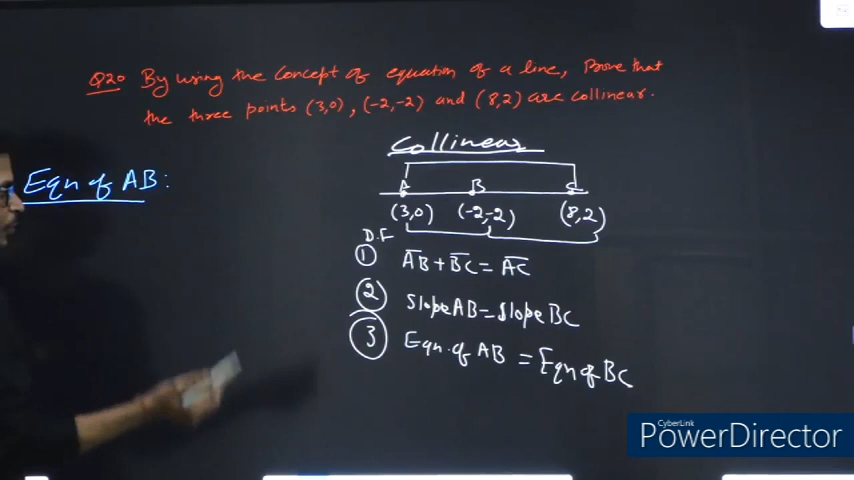 Q20 By using the concept of equation of a line, Prove that
the three points (3,0), (-2,-2) and (8,2) are collinear.
Collinear
Eqn of AB:
A B C
(3,0) (-2,-2) (8,2)
D.F
① AB + BC = AC
② Slope AB = Slope BC
③ Eqn. of AB = Eqn of BC
CyberLink
PowerDirector